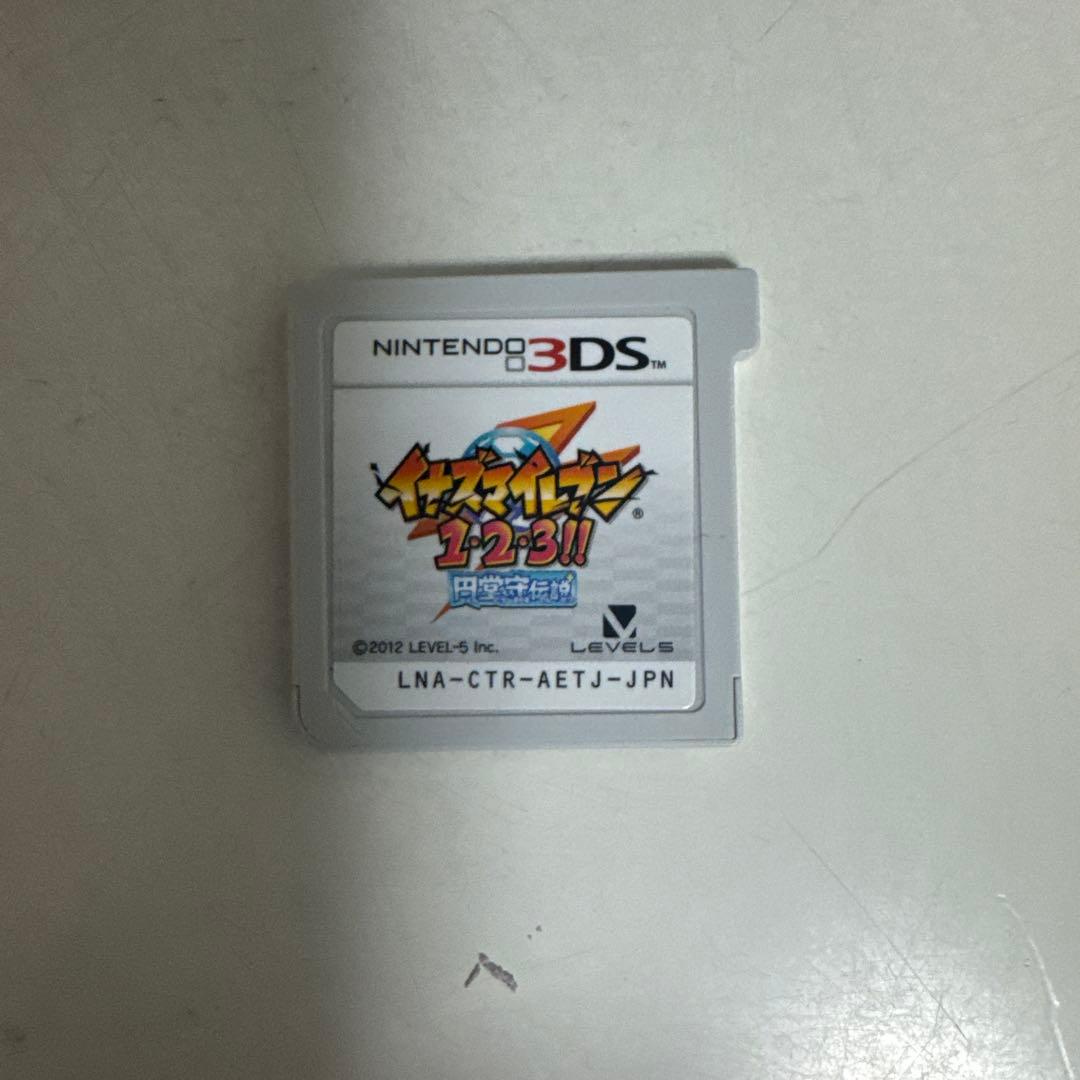 NINTENDO 3DS™
イナズマイレブン®
1・2・3!!
円堂守伝説
©2012 LEVEL-5 Inc.
LEVEL5
LNA-CTR-AETJ-JPN